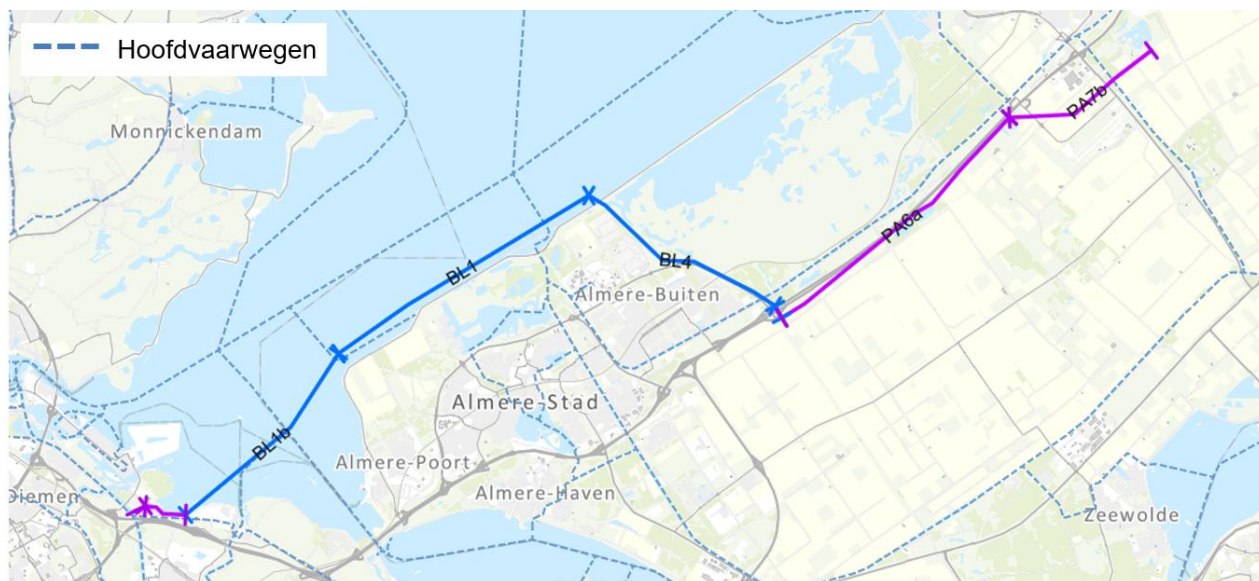 Hoofdvaarwegen
Monnickendam
PA7b
PA6a
BL1
BL4
Almere-Buiten
Almere-Stad
BL1b
Almere-Poort
Almere-Haven
Diemen
Zeewolde